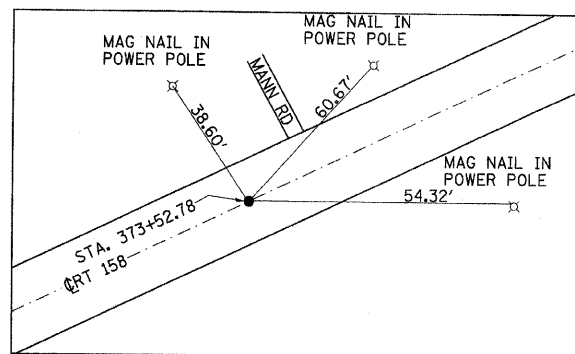 MAG NAIL IN
POWER POLE
MAG NAIL IN
POWER POLE
MANN RD
38.60'
60.67'
MAG NAIL IN
POWER POLE
54.32'
STA. 373+52.78
℄RT 158